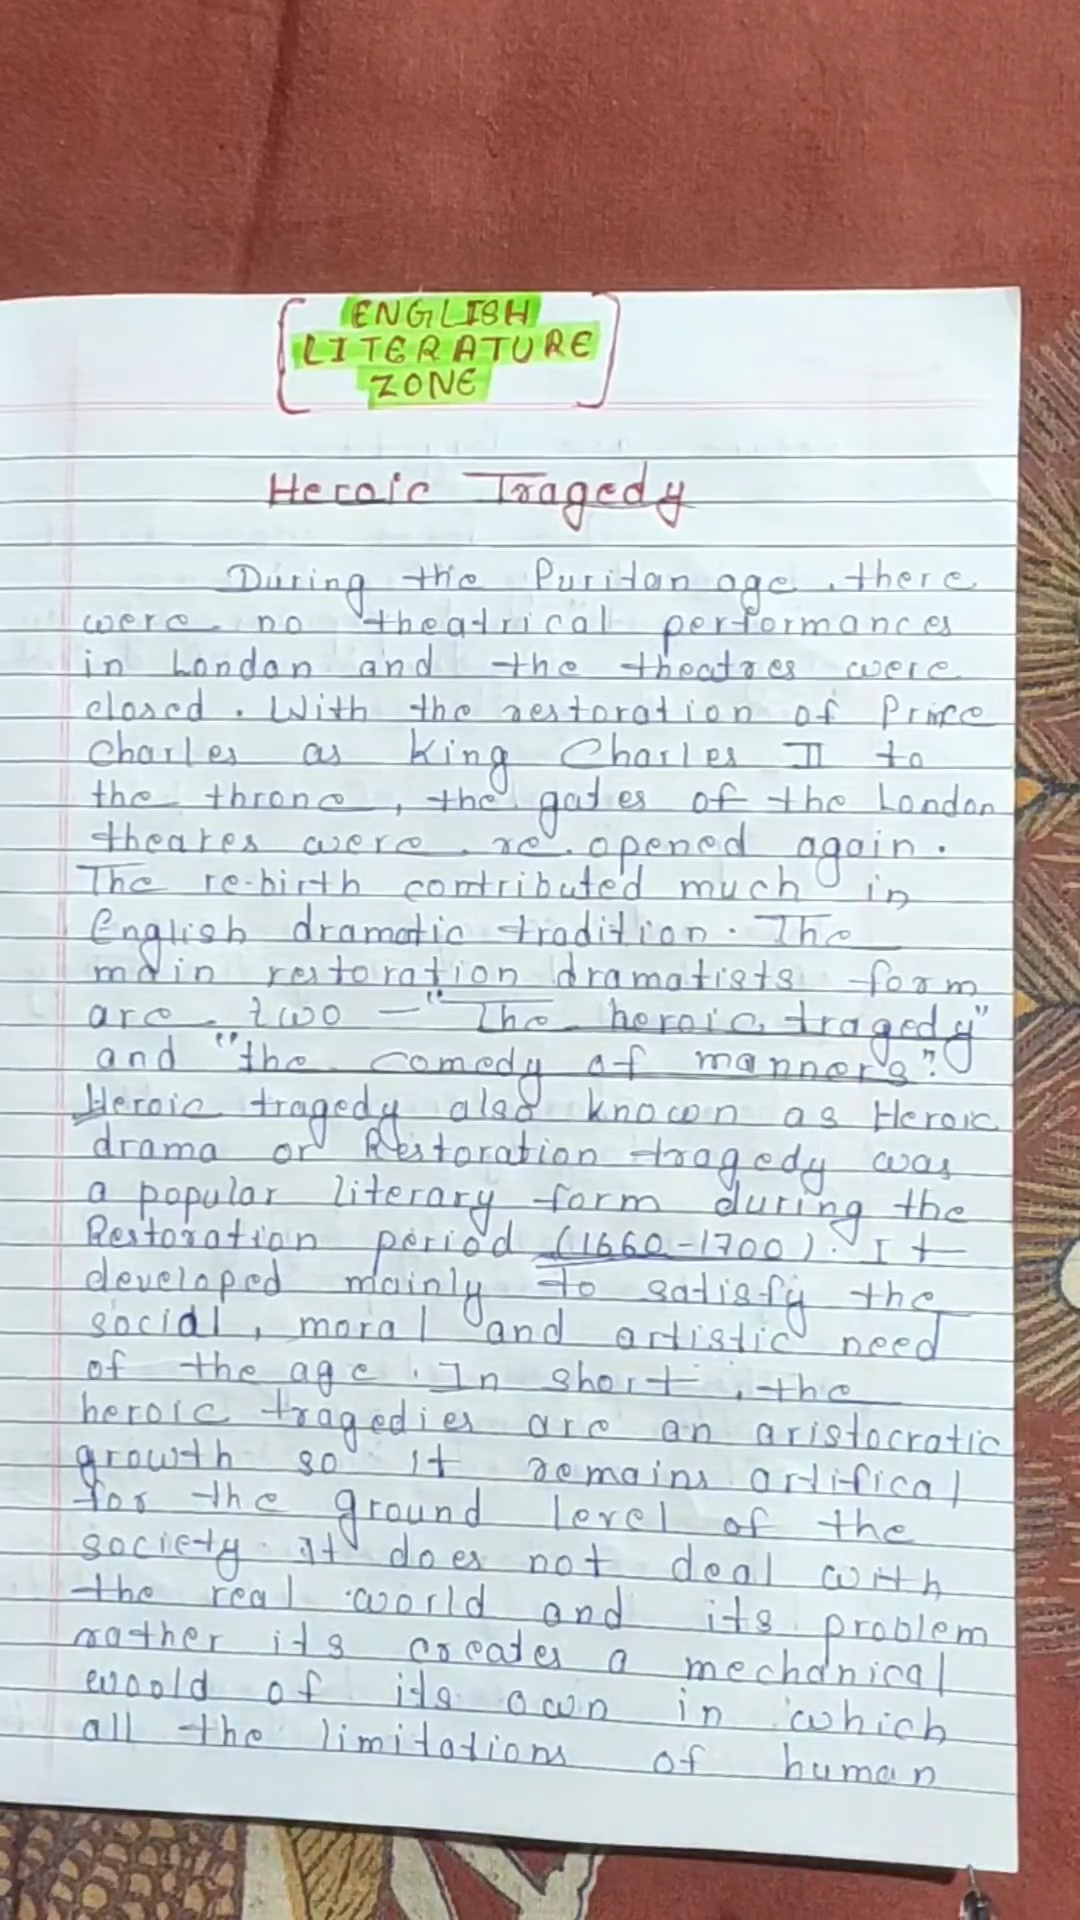 ENGLISH
LITERATURE
ZONE
Heroic Tragedy
During the Puritan age, there
were no theatrical performances
in London and the theatres were
closed. With the restoration of Prince
Charles as King Charles II to
the throne, the gates of the London
theares were re opened again.
The re-birth contributed much in
English dramatic tradition. The
main restoration dramatists form
are two - "The heroic tragedy"
and "the comedy of manners".
Heroic tragedy also known as Heroic
drama or Restoration tragedy was
a popular literary form during the
Restoration period (1660-1700). It
developed mainly to satisfy the
social, moral and artistic need
of the age. In short, the
heroic tragedies are an aristocratic
growth so it remains artifical
for the ground level of the
society. It does not deal with
the real world and its problem
rather its creates a mechanical
woold of its own in which
all the limitations of human